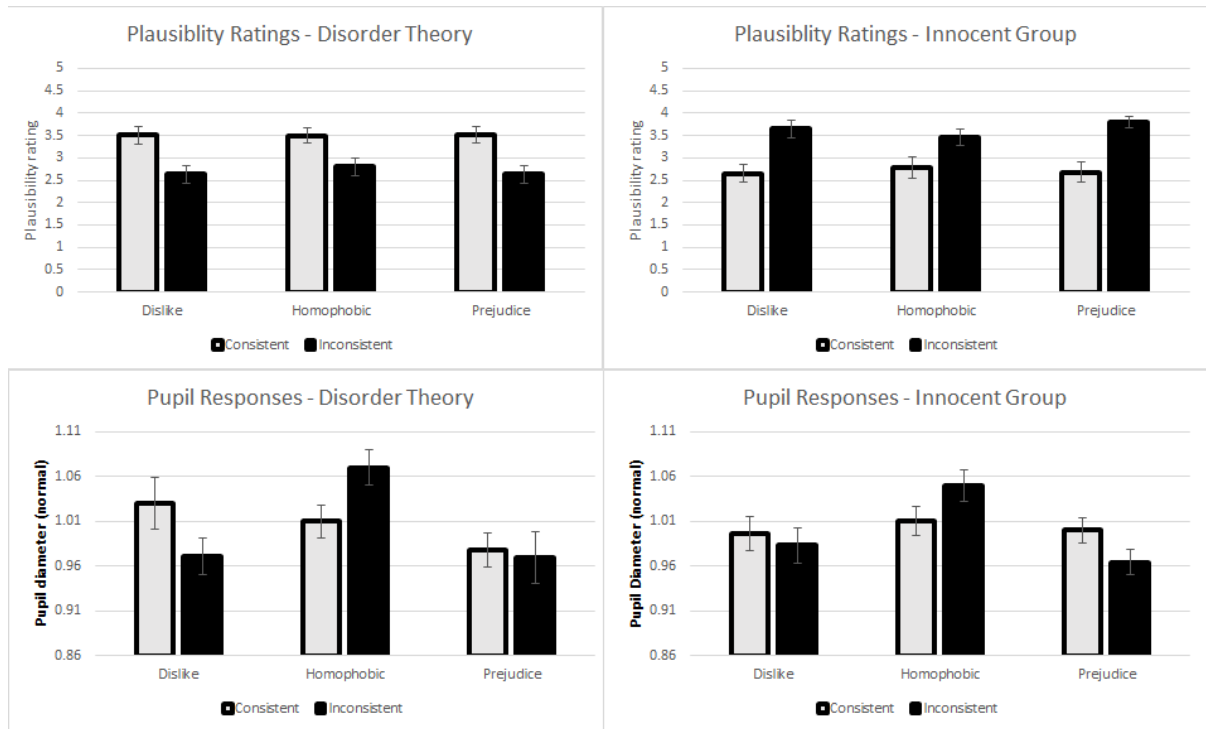 Plausiblity Ratings - Disorder Theory
Plausibility rating
5
4.5
4
3.5
3
2.5
2
1.5
1
0.5
0
Dislike Homophobic Prejudice
Consistent Inconsistent
Plausiblity Ratings - Innocent Group
Plausibility rating
5
4.5
4
3.5
3
2.5
2
1.5
1
0.5
0
Dislike Homophobic Prejudice
Consistent Inconsistent
Pupil Responses - Disorder Theory
Pupil diameter (normal)
1.11
1.06
1.01
0.96
0.91
0.86
Dislike Homophobic Prejudice
Consistent Inconsistent
Pupil Responses - Innocent Group
Pupil Diameter (normal)
1.11
1.06
1.01
0.96
0.91
0.86
Dislike Homophobic Prejudice
Consistent Inconsistent